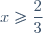 x ⩾ 2/3